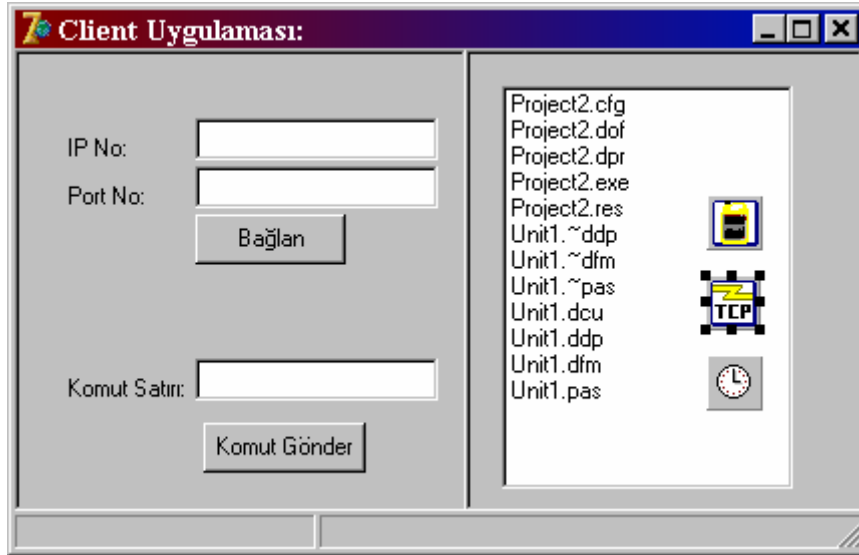 Client Uygulaması:
IP No:
Port No:
Bağlan
Komut Satırı:
Komut Gönder
Project2.cfg
Project2.dof
Project2.dpr
Project2.exe
Project2.res
Unit1.~ddp
Unit1.~dfm
Unit1.~pas
Unit1.dcu
Unit1.ddp
Unit1.dfm
Unit1.pas
TCP